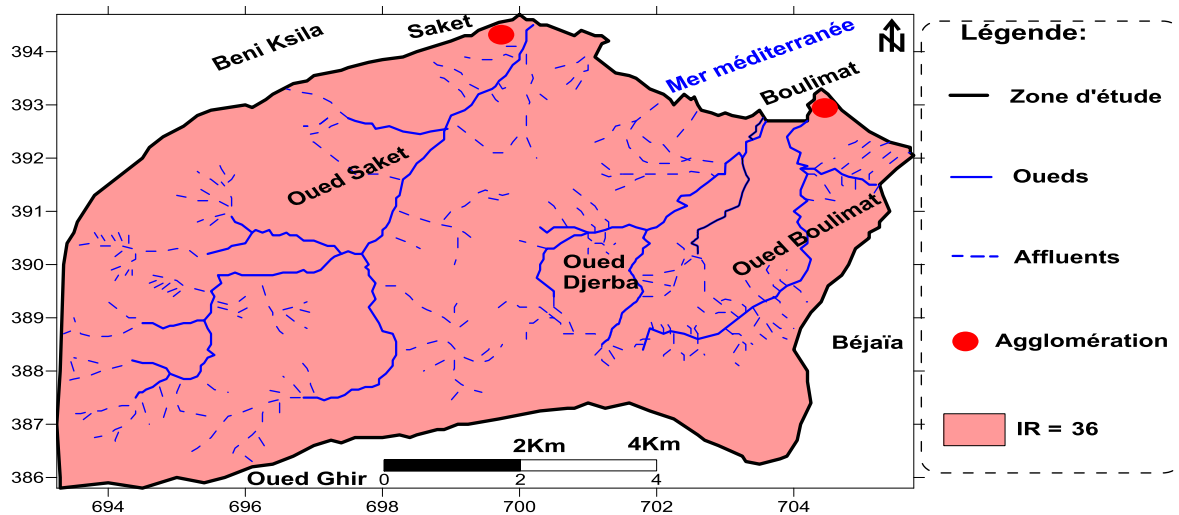 394
393
392
391
390
389
388
387
386
694
696
698
700
702
704
Beni Ksila
Saket
Mer méditerranée
Boulimat
N
Oued Saket
Oued Boulimat
Oued
Djerba
Béjaïa
Oued Ghir
2Km
4Km
0
2
4
Légende:
Zone d'étude
Oueds
Affluents
Agglomération
IR = 36